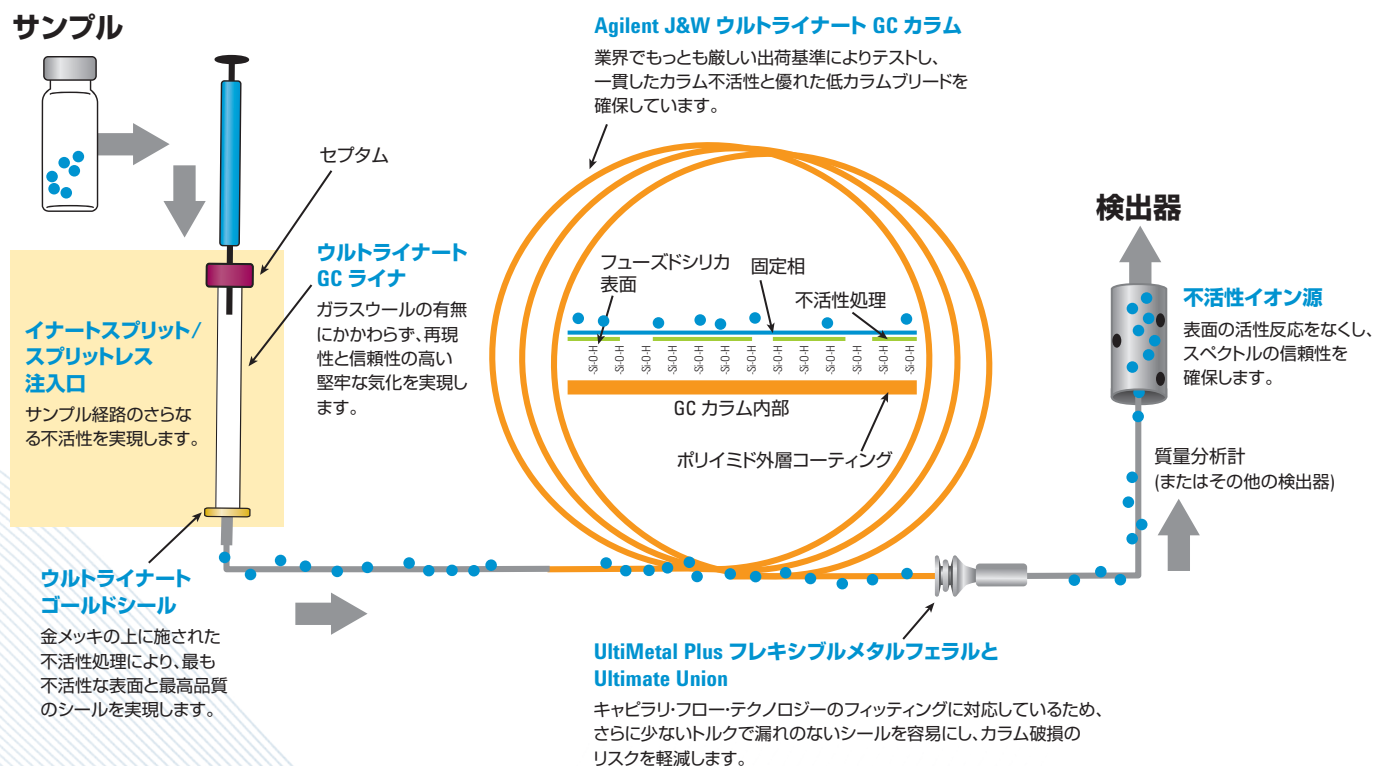 サンプル
Agilent J&W ウルトライナート GC カラム
業界でもっとも厳しい出荷基準によりテストし、
一貫したカラム不活性と優れた低カラムブリードを
確保しています。
セプタム
ウルトライナート
GC ライナ
ガラスウールの有無
にかかわらず、再現
性と信頼性の高い
堅牢な気化を実現し
ます。
イナートスプリット/
スプリットレス
注入口
サンプル経路のさらな
る不活性を実現します。
フューズドシリカ
表面
固定相
不活性処理
Si-O-H
Si-O-H
Si-O-H
Si-O-H
Si-O-H
Si-O-H
Si-O-H
Si-O-H
Si-O-H
Si-O-H
Si-O-H
Si-O-H
Si-O-H
GC カラム内部
ポリイミド外層コーティング
検出器
不活性イオン源
表面の活性反応をなくし、
スペクトルの信頼性を
確保します。
質量分析計
(またはその他の検出器)
ウルトライナート
ゴールドシール
金メッキの上に施された
不活性処理により、最も
不活性な表面と最高品質
のシールを実現します。
UltiMetal Plus フレキシブルメタルフェラルと
Ultimate Union
キャピラリ・フロー・テクノロジーのフィッティングに対応しているため、
さらに少ないトルクで漏れのないシールを容易にし、カラム破損の
リスクを軽減します。